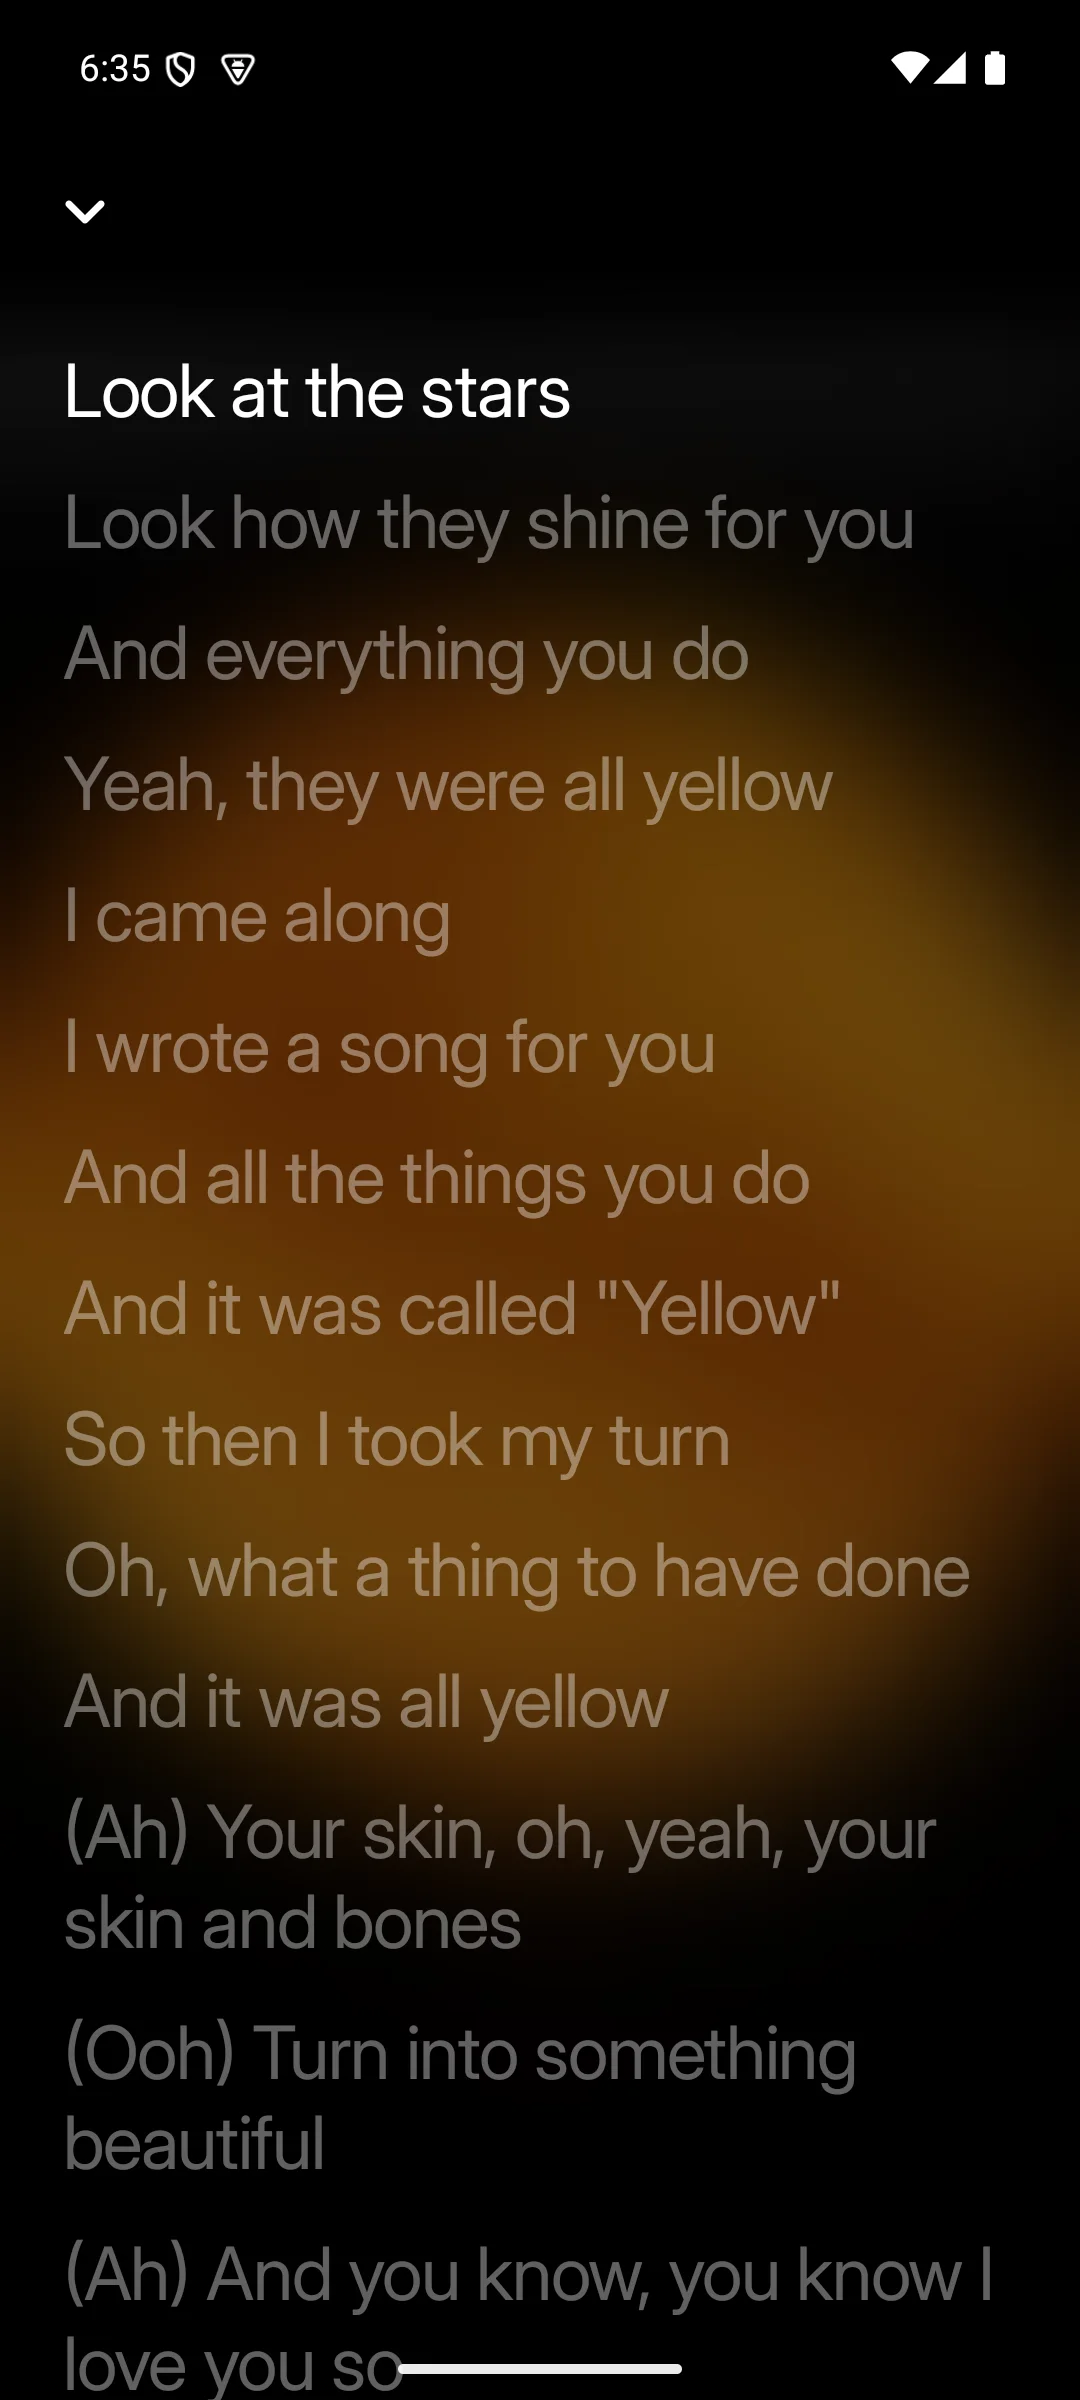 6:35
Look at the stars
Look how they shine for you
And everything you do
Yeah, they were all yellow
I came along
I wrote a song for you
And all the things you do
And it was called "Yellow"
So then I took my turn
Oh, what a thing to have done
And it was all yellow
(Ah) Your skin, oh, yeah, your
skin and bones
(Ooh) Turn into something
beautiful
(Ah) And you know, you know I
love you so